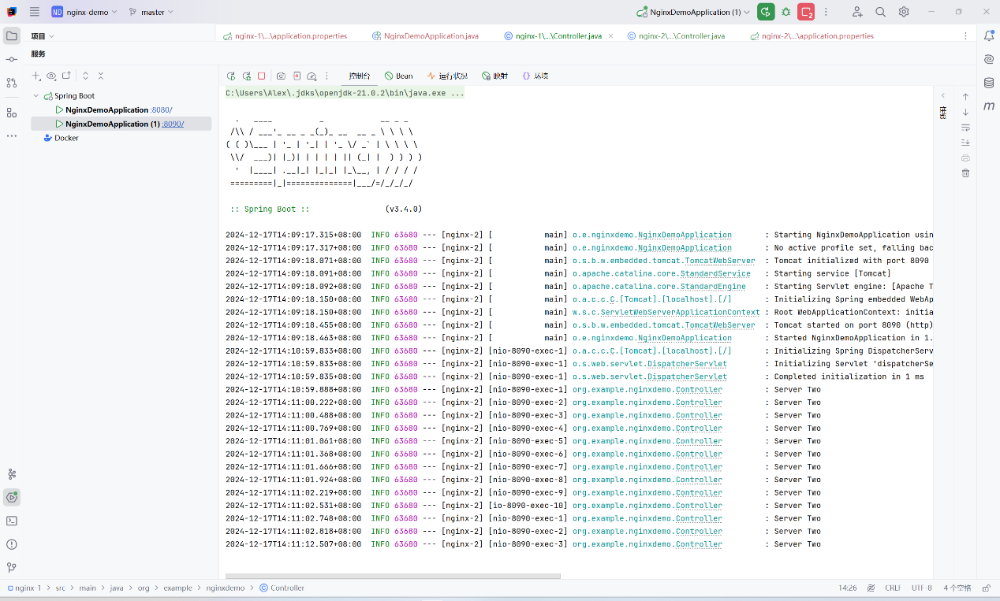 ND nginx-demo master NginxDemoApplication (1) 2
项目 nginx-1\...\application.properties NginxDemoApplication.java nginx-1\...\Controller.java nginx-2\...\Controller.java nginx-2\...\application.properties
服务
控制台 Bean 运行状况 映射 环境
Spring Boot
NginxDemoApplication :8080/
NginxDemoApplication (1) :8090/
Docker
C:\Users\Alex\.jdks\openjdk-21.0.2\bin\java.exe ...
:: Spring Boot :: (v3.4.0)
2024-12-17T14:09:17.315+08:00 INFO 63680 --- [nginx-2] [ main] o.e.nginxdemo.NginxDemoApplication : Starting NginxDemoApplication usin
2024-12-17T14:09:17.317+08:00 INFO 63680 --- [nginx-2] [ main] o.e.nginxdemo.NginxDemoApplication : No active profile set, falling bac
2024-12-17T14:09:18.071+08:00 INFO 63680 --- [nginx-2] [ main] o.s.b.w.embedded.tomcat.TomcatWebServer : Tomcat initialized with port 8090
2024-12-17T14:09:18.091+08:00 INFO 63680 --- [nginx-2] [ main] o.apache.catalina.core.StandardService : Starting service [Tomcat]
2024-12-17T14:09:18.092+08:00 INFO 63680 --- [nginx-2] [ main] o.apache.catalina.core.StandardEngine : Starting Servlet engine: [Apache T
2024-12-17T14:09:18.150+08:00 INFO 63680 --- [nginx-2] [ main] o.a.c.c.C.[Tomcat].[localhost].[/] : Initializing Spring embedded WebAp
2024-12-17T14:09:18.150+08:00 INFO 63680 --- [nginx-2] [ main] w.s.c.ServletWebServerApplicationContext : Root WebApplicationContext: initia
2024-12-17T14:09:18.455+08:00 INFO 63680 --- [nginx-2] [ main] o.s.b.w.embedded.tomcat.TomcatWebServer : Tomcat started on port 8090 (http)
2024-12-17T14:09:18.463+08:00 INFO 63680 --- [nginx-2] [ main] o.e.nginxdemo.NginxDemoApplication : Started NginxDemoApplication in 1.
2024-12-17T14:10:59.833+08:00 INFO 63680 --- [nginx-2] [nio-8090-exec-1] o.a.c.c.C.[Tomcat].[localhost].[/] : Initializing Spring DispatcherServ
2024-12-17T14:10:59.833+08:00 INFO 63680 --- [nginx-2] [nio-8090-exec-1] o.s.web.servlet.DispatcherServlet : Initializing Servlet 'dispatcherSe
2024-12-17T14:10:59.835+08:00 INFO 63680 --- [nginx-2] [nio-8090-exec-1] o.s.web.servlet.DispatcherServlet : Completed initialization in 1 ms
2024-12-17T14:10:59.888+08:00 INFO 63680 --- [nginx-2] [nio-8090-exec-1] org.example.nginxdemo.Controller : Server Two
2024-12-17T14:11:00.222+08:00 INFO 63680 --- [nginx-2] [nio-8090-exec-2] org.example.nginxdemo.Controller : Server Two
2024-12-17T14:11:00.488+08:00 INFO 63680 --- [nginx-2] [nio-8090-exec-3] org.example.nginxdemo.Controller : Server Two
2024-12-17T14:11:00.769+08:00 INFO 63680 --- [nginx-2] [nio-8090-exec-4] org.example.nginxdemo.Controller : Server Two
2024-12-17T14:11:01.061+08:00 INFO 63680 --- [nginx-2] [nio-8090-exec-5] org.example.nginxdemo.Controller : Server Two
2024-12-17T14:11:01.368+08:00 INFO 63680 --- [nginx-2] [nio-8090-exec-6] org.example.nginxdemo.Controller : Server Two
2024-12-17T14:11:01.666+08:00 INFO 63680 --- [nginx-2] [nio-8090-exec-7] org.example.nginxdemo.Controller : Server Two
2024-12-17T14:11:01.924+08:00 INFO 63680 --- [nginx-2] [nio-8090-exec-8] org.example.nginxdemo.Controller : Server Two
2024-12-17T14:11:02.219+08:00 INFO 63680 --- [nginx-2] [nio-8090-exec-9] org.example.nginxdemo.Controller : Server Two
2024-12-17T14:11:02.531+08:00 INFO 63680 --- [nginx-2] [io-8090-exec-10] org.example.nginxdemo.Controller : Server Two
2024-12-17T14:11:02.748+08:00 INFO 63680 --- [nginx-2] [nio-8090-exec-1] org.example.nginxdemo.Controller : Server Two
2024-12-17T14:11:02.818+08:00 INFO 63680 --- [nginx-2] [nio-8090-exec-2] org.example.nginxdemo.Controller : Server Two
2024-12-17T14:11:12.507+08:00 INFO 63680 --- [nginx-2] [nio-8090-exec-3] org.example.nginxdemo.Controller : Server Two
nginx-1 > src > main > java > org > example > nginxdemo > Controller 14:26 CRLF UTF-8 4 个空格